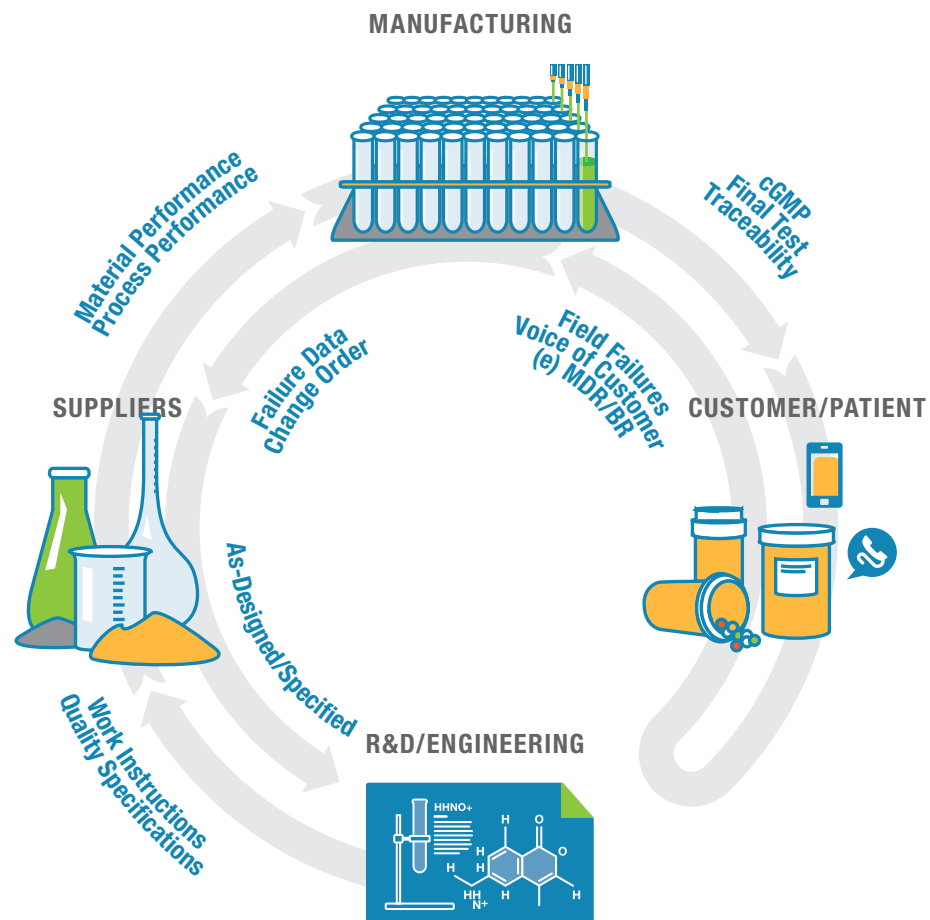 MANUFACTURING
Material Performance
Process Performance
cGMP
Final Test
Traceability
Failure Data
Change Order
Field Failures
Voice of Customer
(e) MDR/BR
SUPPLIERS
CUSTOMER/PATIENT
As-Designed/Specified
Work Instructions
Quality Specifications
R&D/ENGINEERING
HHNO+
H
O
H
O
H
H
HH
N+
H
H